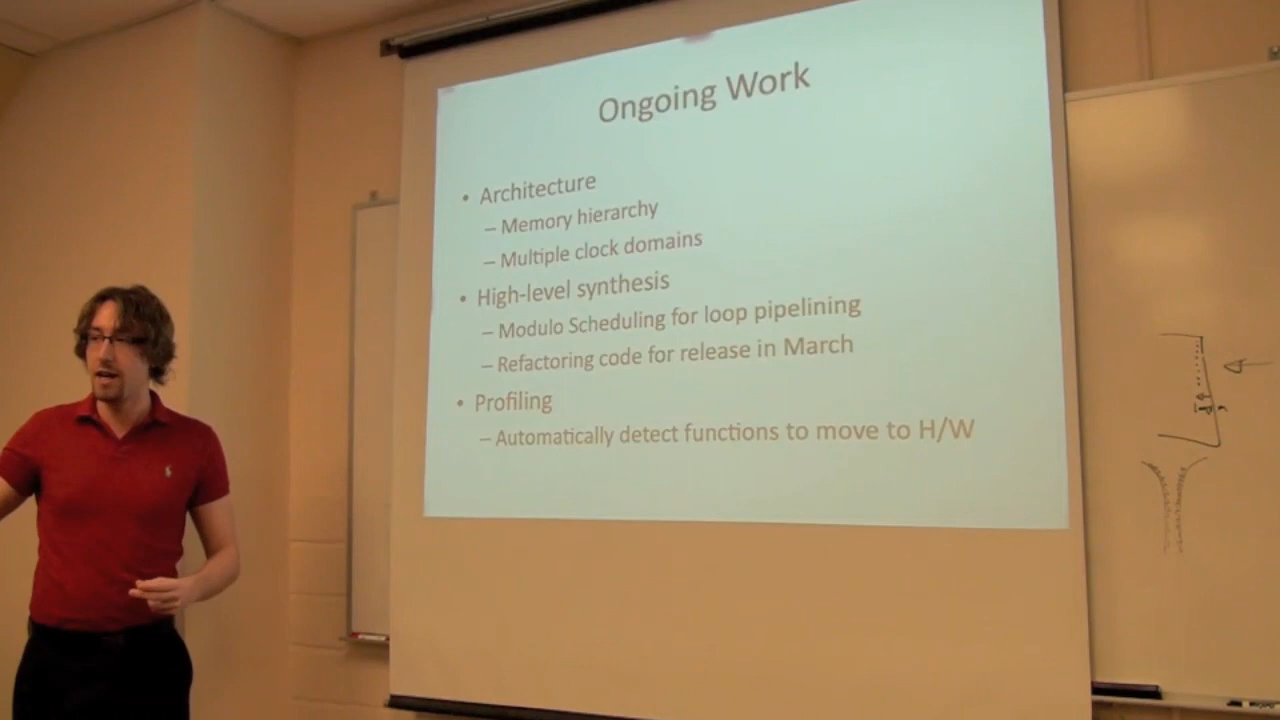 Ongoing Work
• Architecture
– Memory hierarchy
– Multiple clock domains
• High-level synthesis
– Modulo Scheduling for loop pipelining
– Refactoring code for release in March
• Profiling
– Automatically detect functions to move to H/W